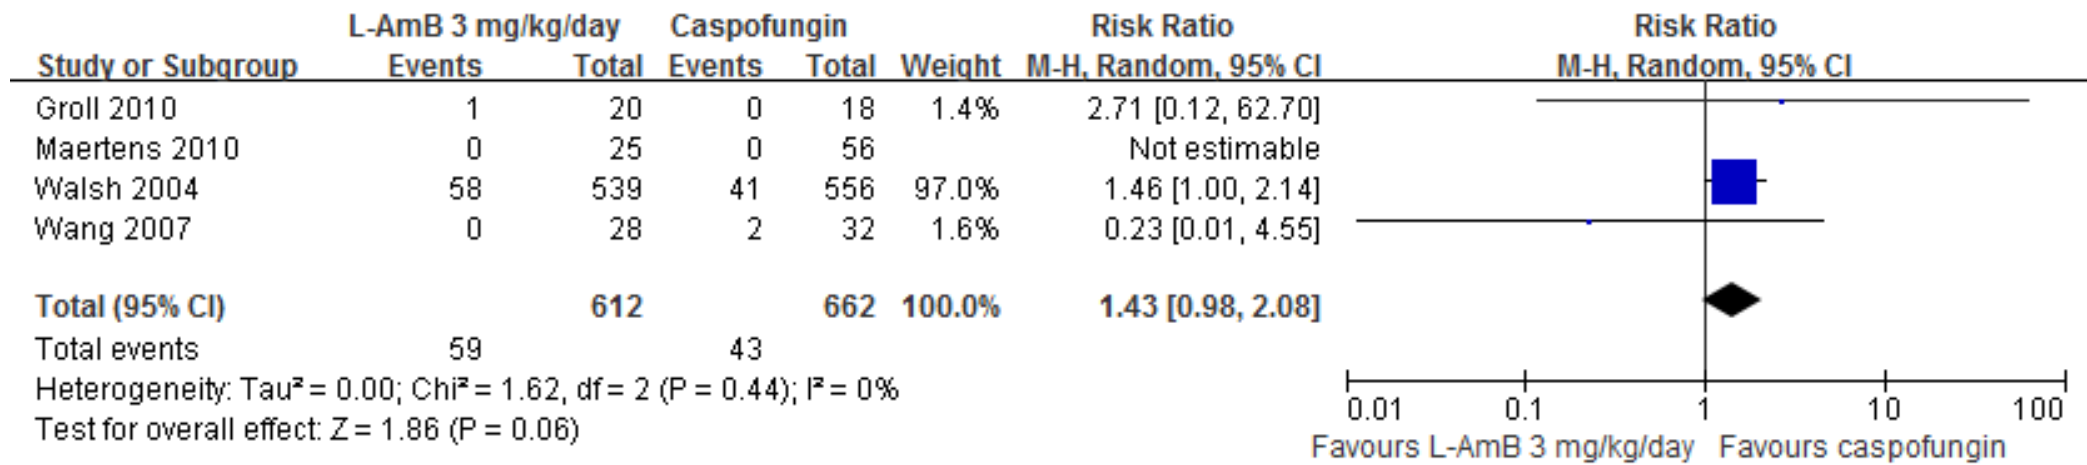 L-AmB 3 mg/kg/day Caspofungin Risk Ratio Risk Ratio
Study or Subgroup Events Total Events Total Weight M-H, Random, 95% CI M-H, Random, 95% CI
Groll 2010 1 20 0 18 1.4% 2.71 [0.12, 62.70]
Maertens 2010 0 25 0 56 Not estimable
Walsh 2004 58 539 41 556 97.0% 1.46 [1.00, 2.14]
Wang 2007 0 28 2 32 1.6% 0.23 [0.01, 4.55]
Total (95% CI) 612 662 100.0% 1.43 [0.98, 2.08]
Total events 59 43
Heterogeneity: Tau² = 0.00; Chi² = 1.62, df = 2 (P = 0.44); I² = 0%
Test for overall effect: Z = 1.86 (P = 0.06)
0.01 0.1 1 10 100
Favours L-AmB 3 mg/kg/day Favours caspofungin